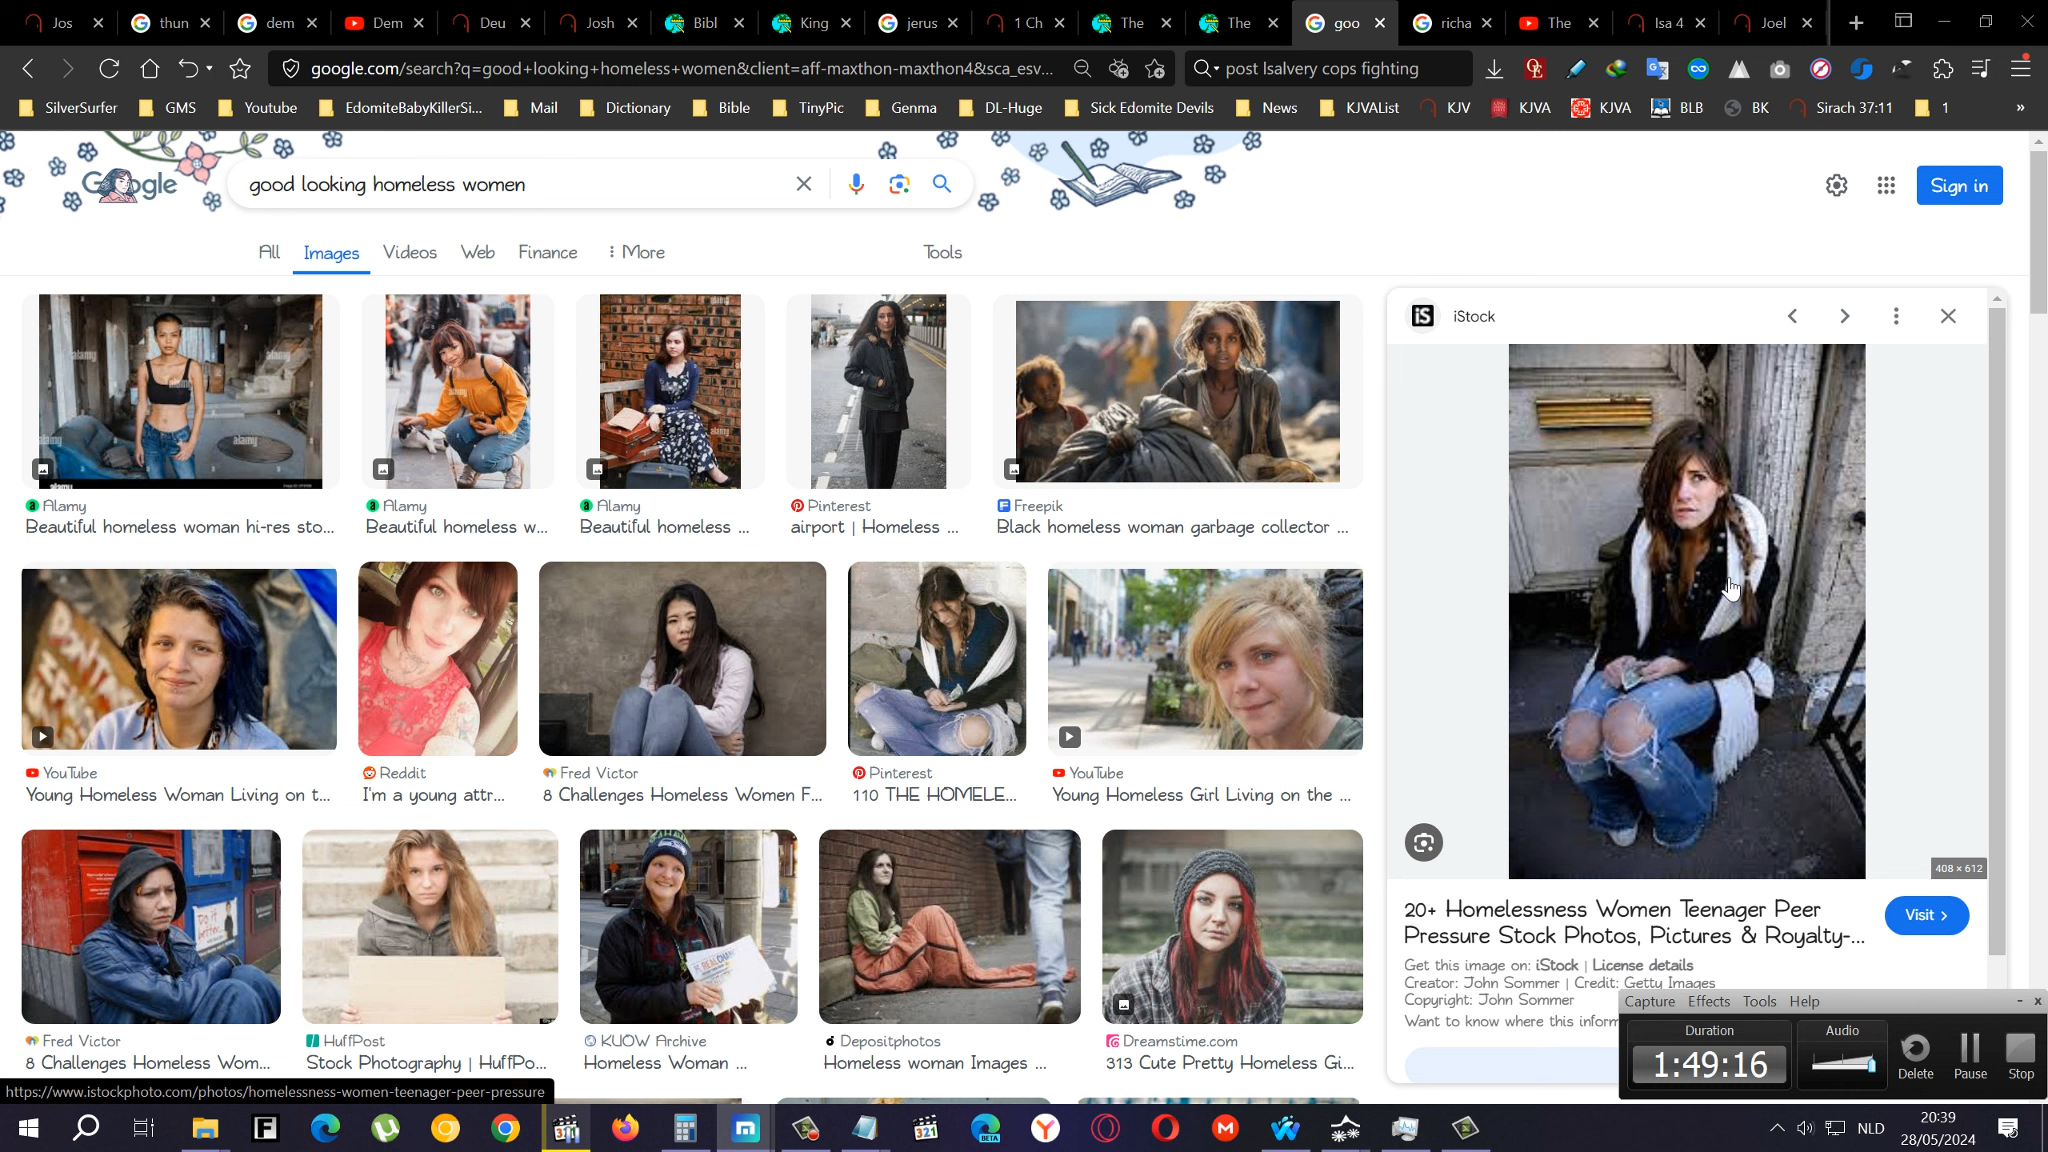 Jos
thun
dem
Dem
Deu
Josh
Bibl
King
jerus
1 Ch
The
The
goo
richa
The
Isa 4
Joel
google.com/search?q=good+looking+homeless+women&client=aff-maxthon-maxthon4&sca_esv...
post lsalvery cops fighting
SilverSurfer
GMS
Youtube
EdomiteBabyKillerSi...
Mail
Dictionary
Bible
TinyPic
Genma
DL-Huge
Sick Edomite Devils
News
KJVAList
KJV
KJVA
KJVA
BLB
BK
Sirach 37:11
1
good looking homeless women
Sign in
All
Images
Videos
Web
Finance
More
Tools
iStock
alamy
Alamy
Beautiful homeless woman hi-res sto...
Alamy
Beautiful homeless w...
Alamy
Beautiful homeless ...
Pinterest
airport | Homeless ...
Freepik
Black homeless woman garbage collector ...
YouTube
Young Homeless Woman Living on t...
Reddit
I'm a young attr...
Fred Victor
8 Challenges Homeless Women F...
Pinterest
110 THE HOMELE...
YouTube
Young Homeless Girl Living on the ...
408 × 612
20+ Homelessness Women Teenager Peer
Pressure Stock Photos, Pictures & Royalty-...
Visit
Get this image on: iStock | License details
Creator: John Sommer | Credit: Getty Images
Copyright: John Sommer
Want to know where this inform
Fred Victor
8 Challenges Homeless Wom...
HuffPost
Stock Photography | HuffPo...
KUOW Archive
Homeless Woman ...
Depositphotos
Homeless woman Images ...
Dreamstime.com
313 Cute Pretty Homeless Gi...
Capture Effects Tools Help
Duration
Audio
1:49:16
Delete
Pause
Stop
https://www.istockphoto.com/photos/homelessness-women-teenager-peer-pressure
NLD
20:39
28/05/2024